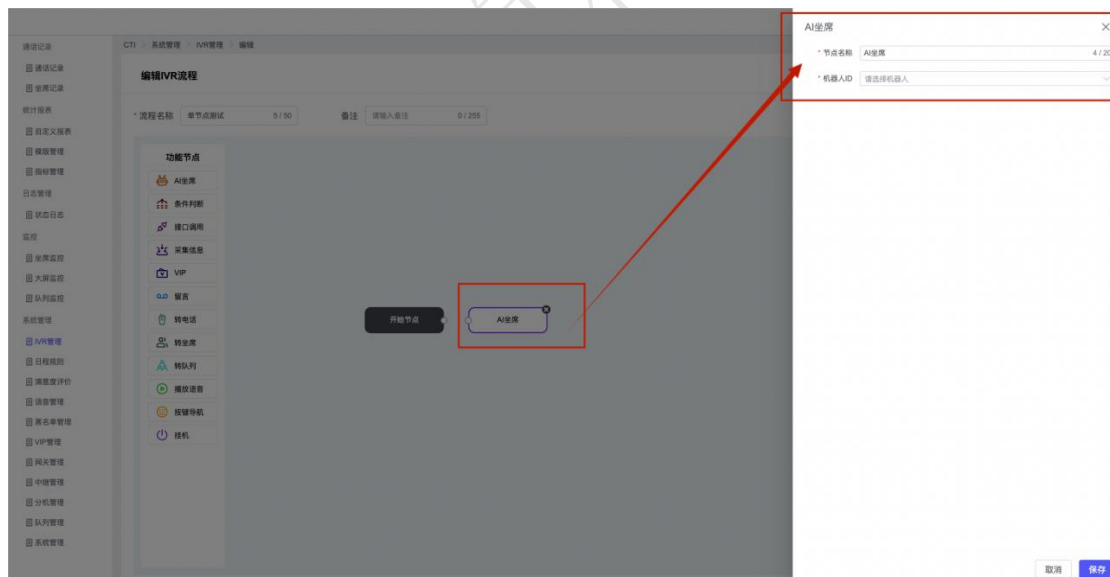 AI坐席
* 节点名称 AI坐席 4 / 20
* 机器人ID 请选择机器人
CTI > 系统管理 > IVR管理 > 编辑
编辑IVR流程
* 流程名称 单节点测试 5 / 50 备注 请输入备注 0 / 255
通话记录
通话记录
坐席记录
统计报表
自定义报表
模版管理
指标管理
日志管理
状态日志
监控
坐席监控
大屏监控
队列监控
系统管理
IVR管理
日程规则
满意度评价
语音管理
黑名单管理
VIP管理
网关管理
中继管理
分机管理
队列管理
系统管理
功能节点
AI坐席
条件判断
接口调用
采集信息
VIP
留言
转电话
转坐席
转队列
播放语音
按键导航
挂机
开始节点
AI坐席
取消 保存